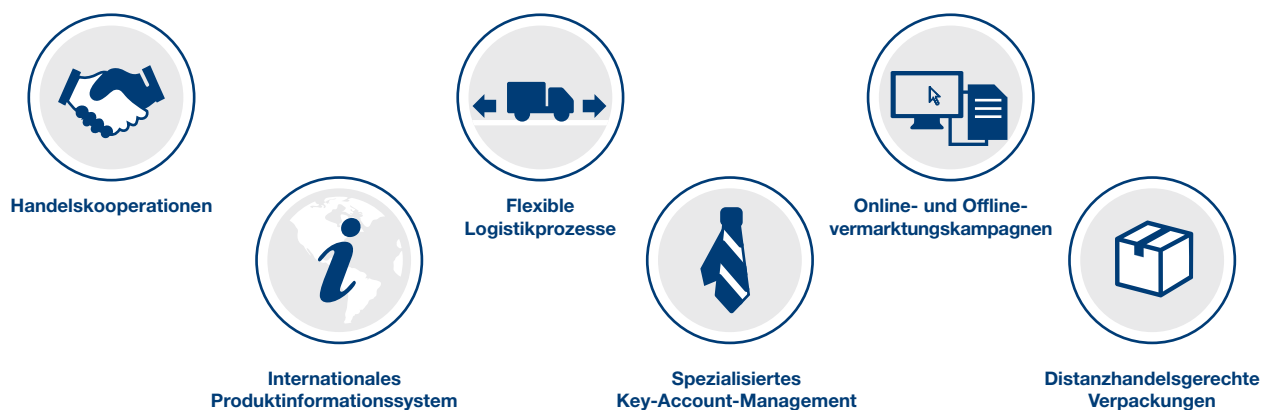 Handelskooperationen
Internationales
Produktinformationssystem
Flexible
Logistikprozesse
Spezialisiertes
Key-Account-Management
Online- und Offline-
vermarktungskampagnen
Distanzhandelsgerechte
Verpackungen